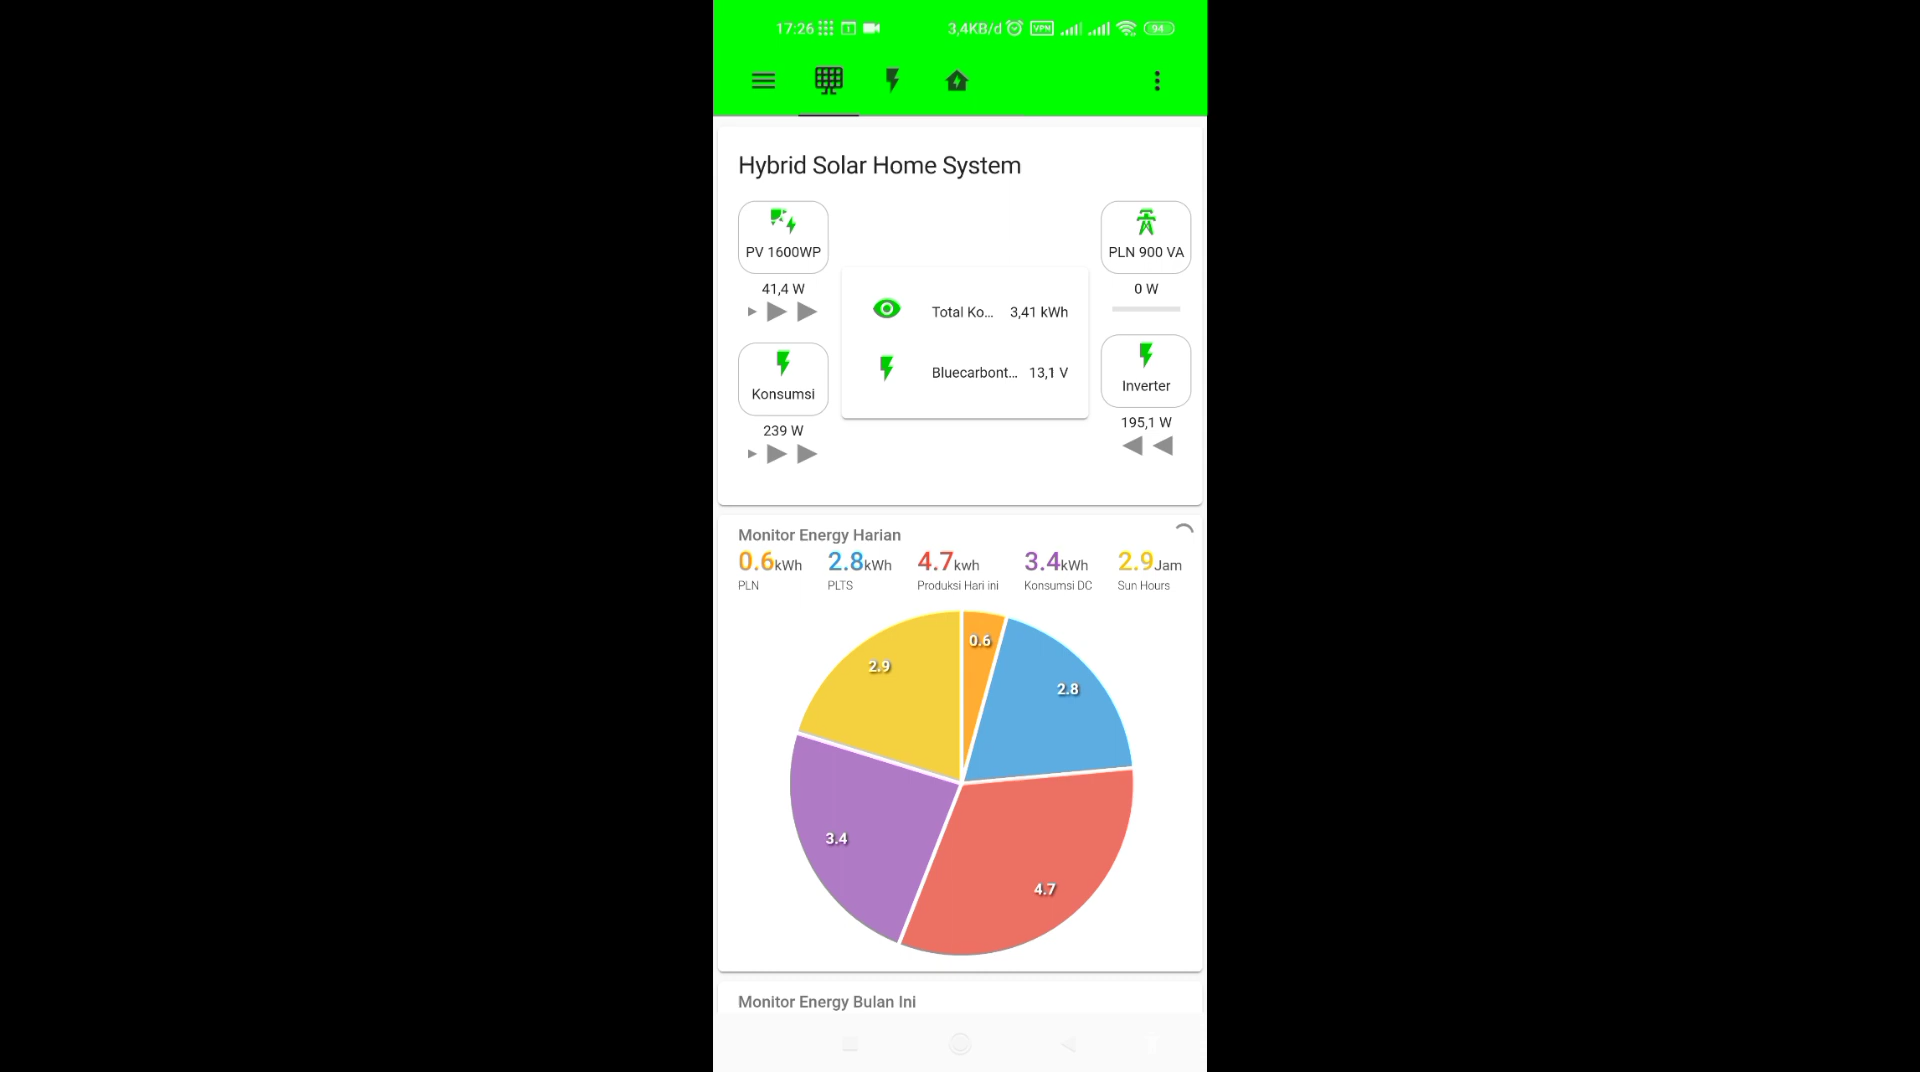 17:26 3,4KB/d VPN 94
Hybrid Solar Home System
PV 1600WP
41,4 W
PLN 900 VA
0 W
Total Ko... 3,41 kWh
Bluecarbont... 13,1 V
Konsumsi
239 W
Inverter
195,1 W
Monitor Energy Harian
0.6kWh 2.8kWh 4.7kwh 3.4kWh 2.9Jam
PLN PLTS Produksi Hari ini Konsumsi DC Sun Hours
0.6
2.9
2.8
3.4
4.7
Monitor Energy Bulan Ini